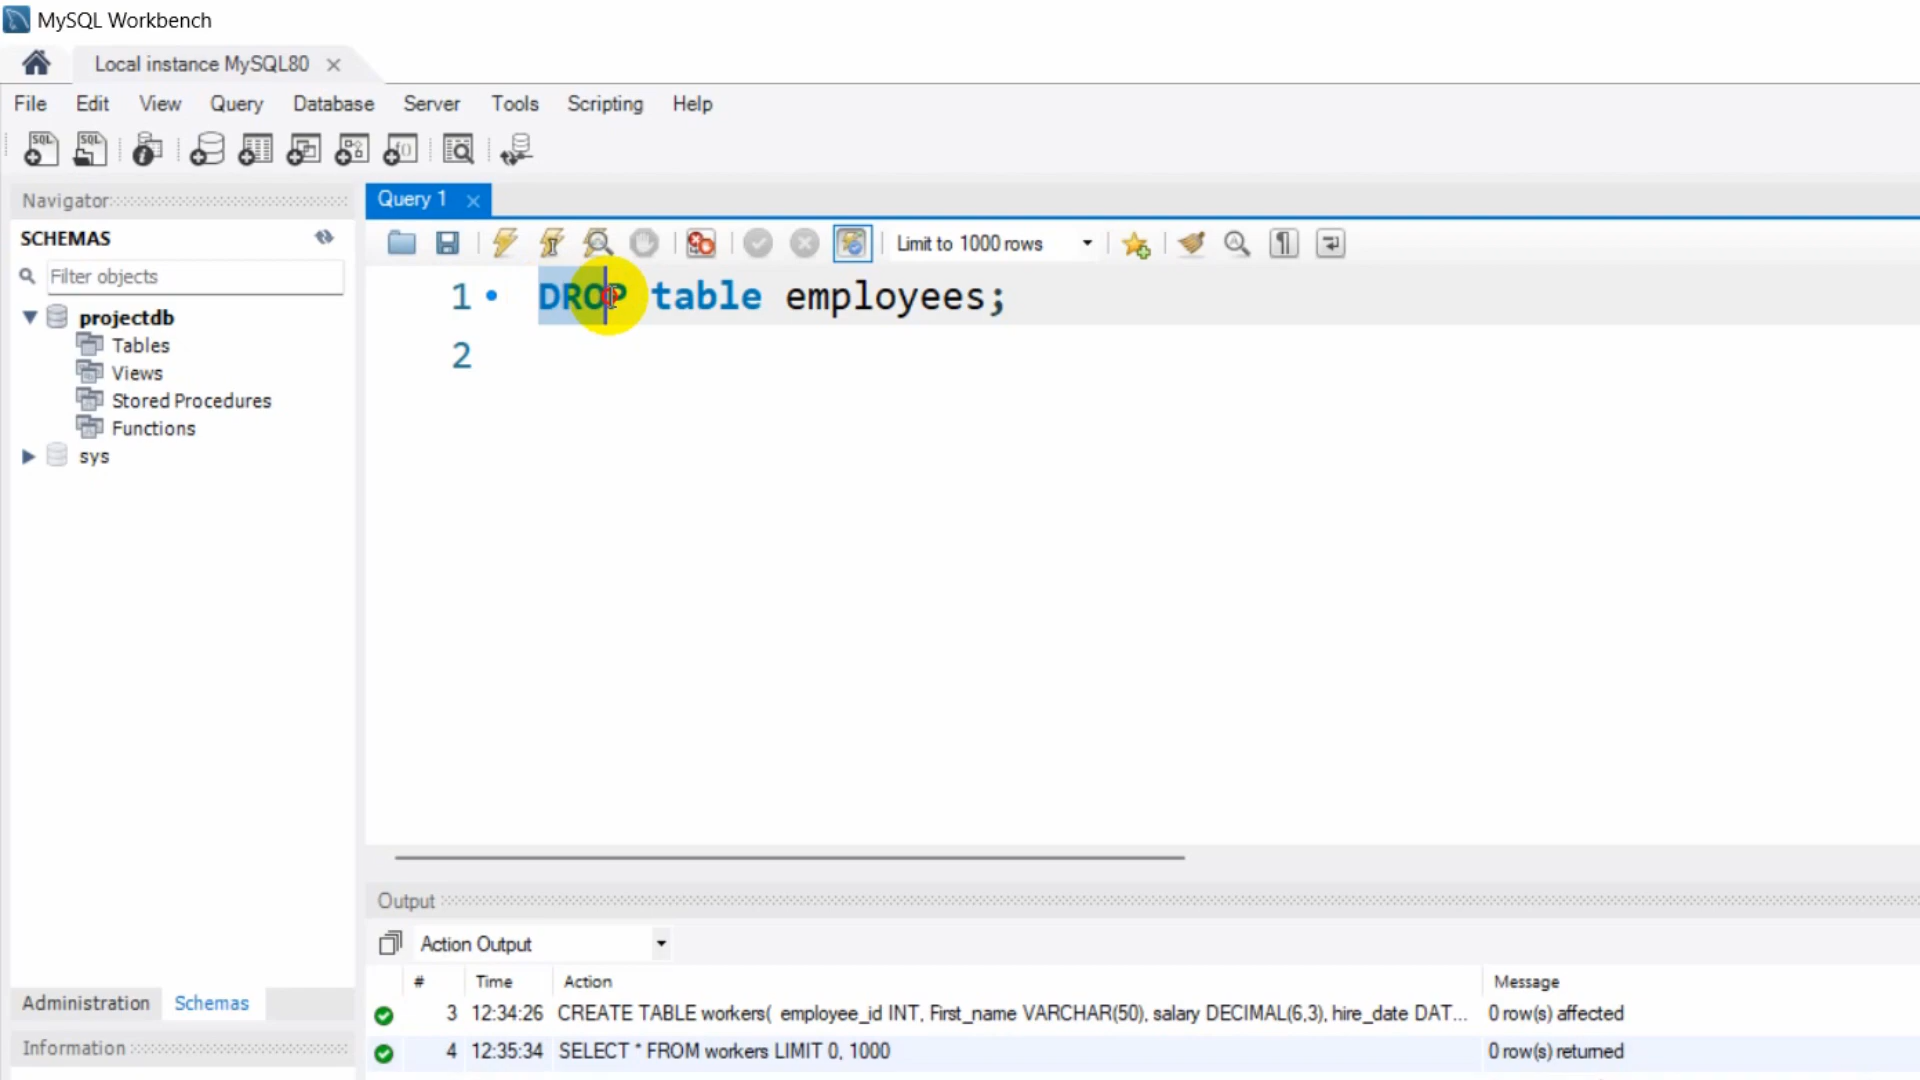 MySQL Workbench
Local instance MySQL80
File Edit View Query Database Server Tools Scripting Help
Navigator
Query 1
SCHEMAS
Limit to 1000 rows
Filter objects
1 DROP table employees;
2
projectdb
Tables
Views
Stored Procedures
Functions
sys
Output
Action Output
# Time Action Message
3 12:34:26 CREATE TABLE workers( employee_id INT, First_name VARCHAR(50), salary DECIMAL(6,3), hire_date DAT... 0 row(s) affected
4 12:35:34 SELECT * FROM workers LIMIT 0, 1000 0 row(s) returned
Administration Schemas
Information